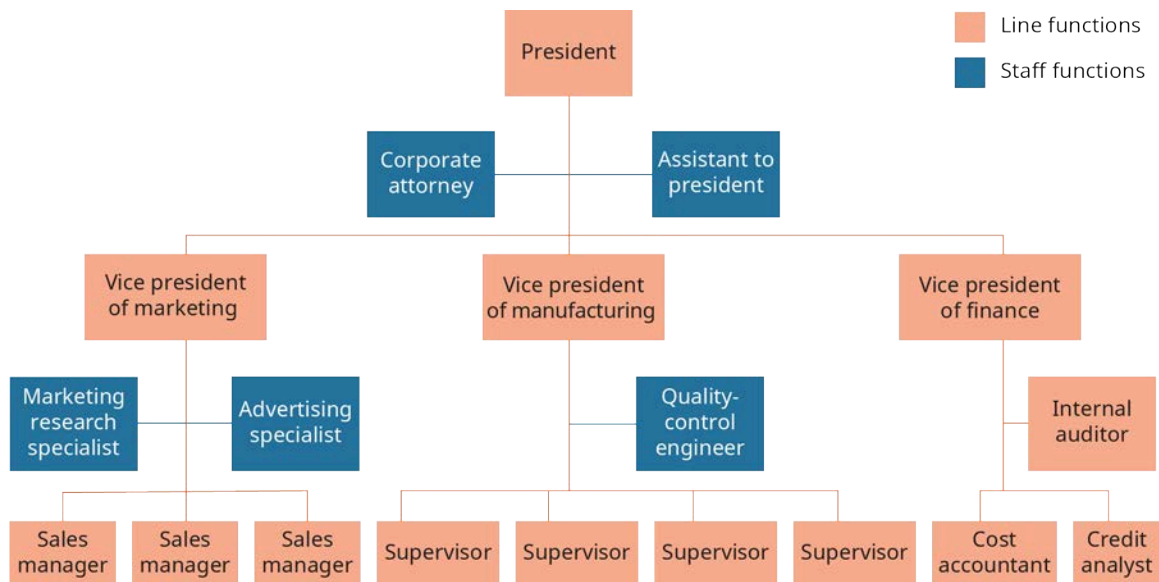 President
Line functions
Staff functions
Corporate
attorney
Assistant to
president
Vice president
of marketing
Vice president
of manufacturing
Vice president
of finance
Marketing
research
specialist
Advertising
specialist
Quality-
control
engineer
Internal
auditor
Sales
manager
Sales
manager
Sales
manager
Supervisor
Supervisor
Supervisor
Supervisor
Cost
accountant
Credit
analyst